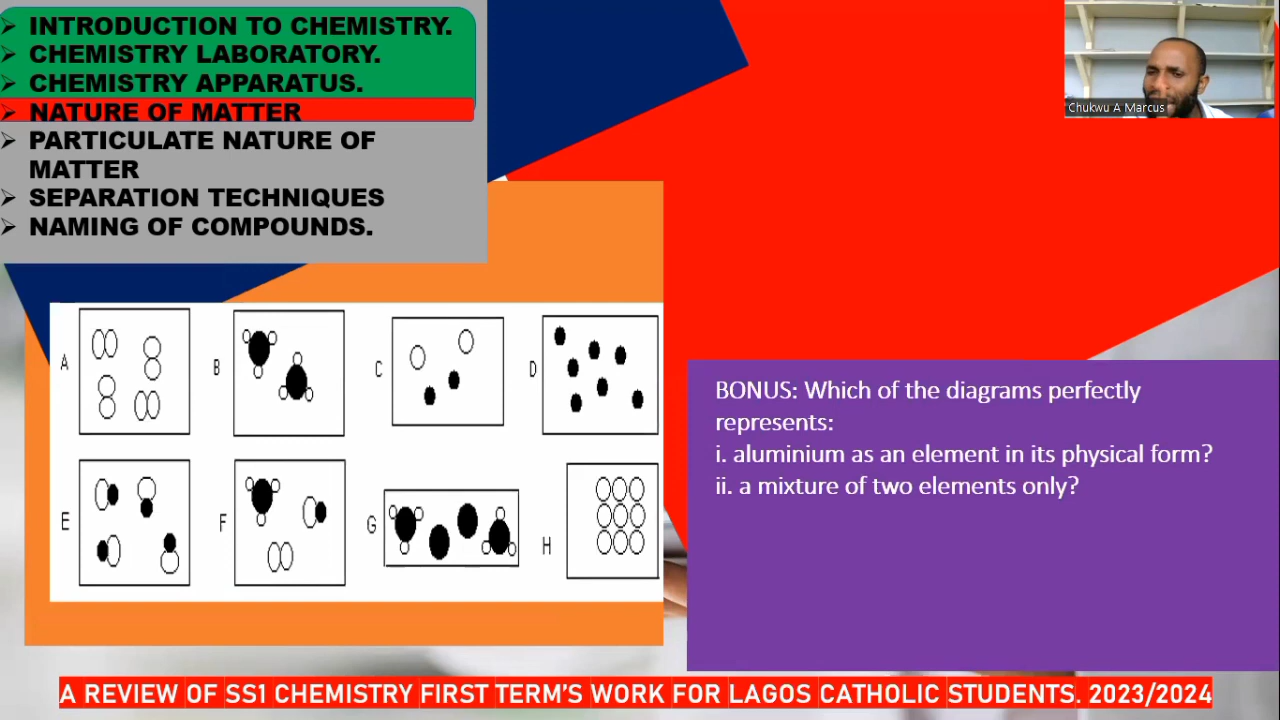 INTRODUCTION TO CHEMISTRY.
CHEMISTRY LABORATORY.
CHEMISTRY APPARATUS.
NATURE OF MATTER
PARTICULATE NATURE OF
MATTER
SEPARATION TECHNIQUES
NAMING OF COMPOUNDS.
Chukwu A Marcus
A
B
C
D
E
F
G
H
BONUS: Which of the diagrams perfectly
represents:
i. aluminium as an element in its physical form?
ii. a mixture of two elements only?
A REVIEW OF SS1 CHEMISTRY FIRST TERM'S WORK FOR LAGOS CATHOLIC STUDENTS. 2023/2024